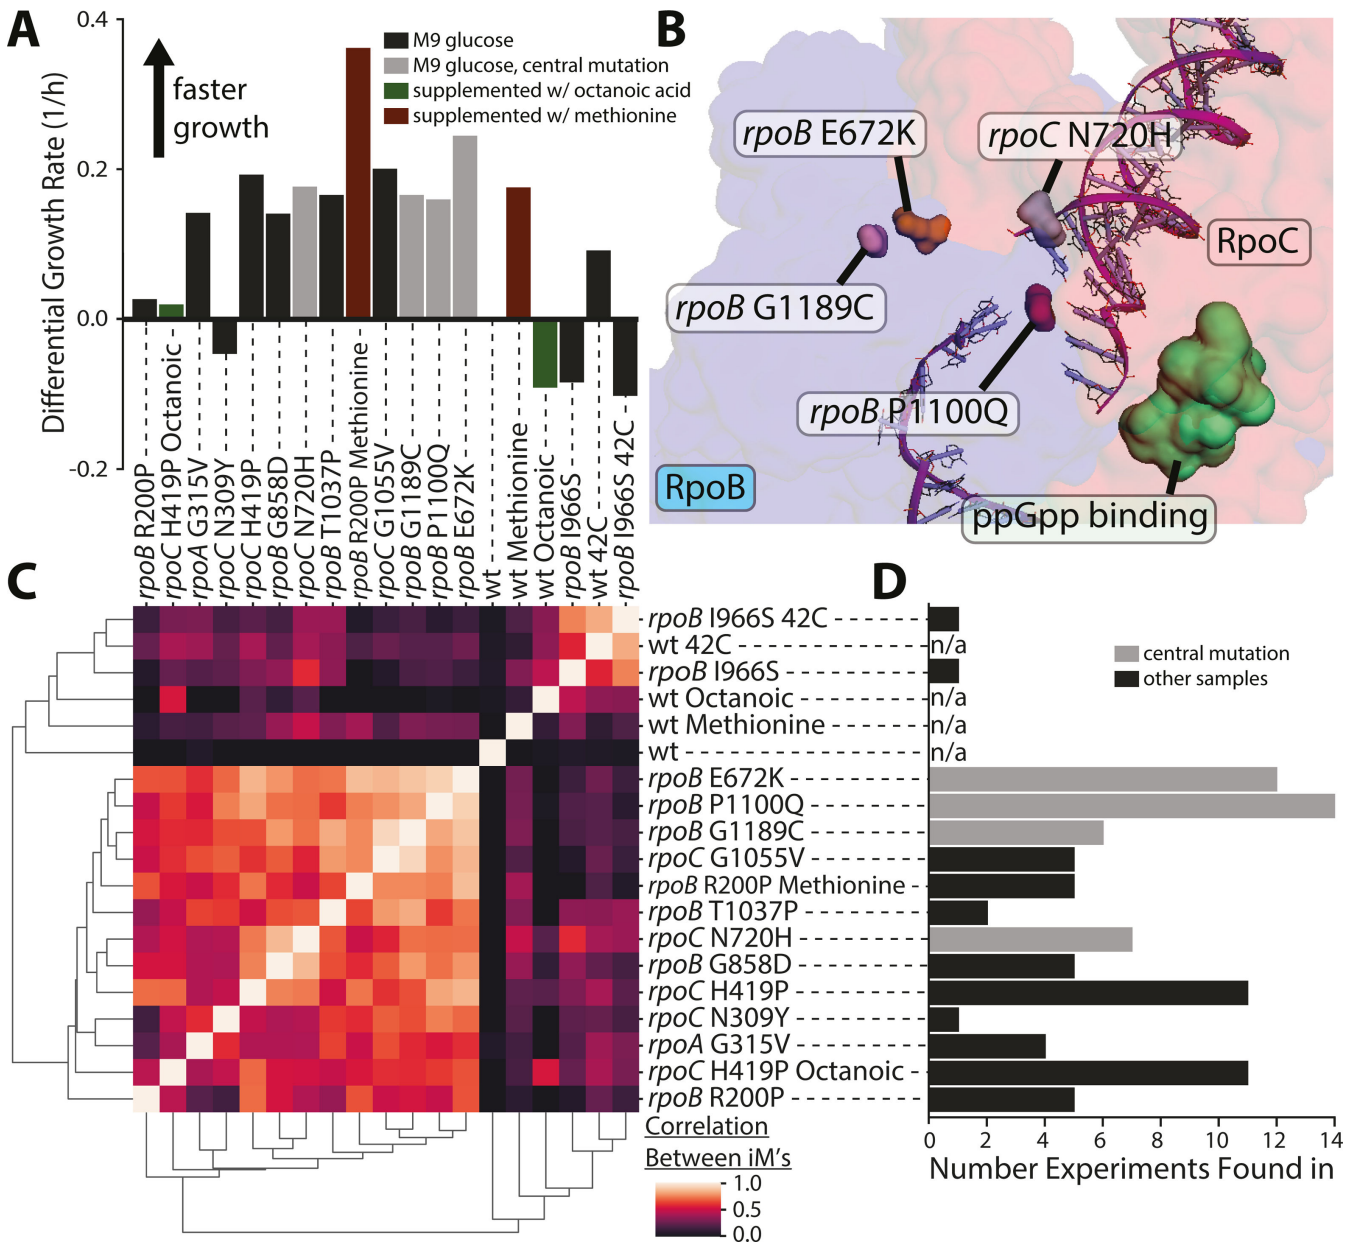 A
0.4
0.2
0.0
-0.2
Differential Growth Rate (1/h)
faster
growth
M9 glucose
M9 glucose, central mutation
supplemented w/ octanoic acid
supplemented w/ methionine
rpoB R200P
rpoC H419P Octanoic
rpoA G315V
rpoC N309Y
rpoC H419P
rpoB G858D
rpoC N720H
rpoB T1037P
rpoB R200P Methionine
rpoC G1055V
rpoB G1189C
rpoB P1100Q
rpoB E672K
wt
wt Methionine
wt Octanoic
rpoB I966S
wt 42C
rpoB I966S 42C
B
rpoB E672K
rpoC N720H
RpoC
rpoB G1189C
rpoB P1100Q
RpoB
ppGpp binding
C
rpoB I966S 42C
wt 42C
rpoB I966S
wt Octanoic
wt Methionine
wt
rpoB E672K
rpoB P1100Q
rpoB G1189C
rpoC G1055V
rpoB R200P Methionine
rpoB T1037P
rpoC N720H
rpoB G858D
rpoC H419P
rpoC N309Y
rpoA G315V
rpoC H419P Octanoic
rpoB R200P
Correlation
Between iM's
1.0
0.5
0.0
D
n/a
n/a
n/a
n/a
central mutation
other samples
0 2 4 6 8 10 12 14
Number Experiments Found in